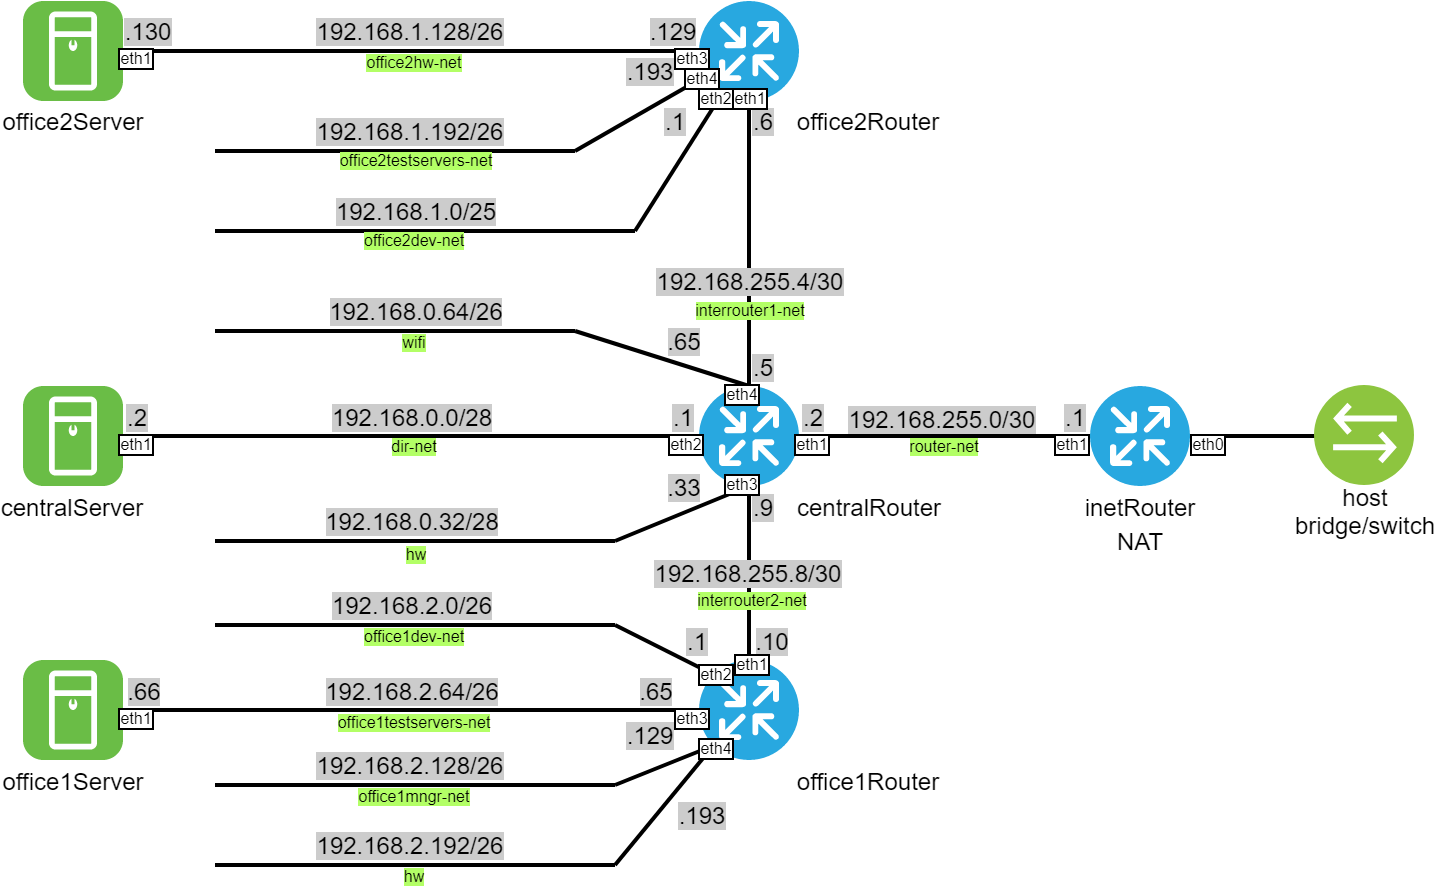 .130
192.168.1.128/26
.129
eth1
office2hw-net
eth3
.193
eth4
eth2
eth1
office2Server
192.168.1.192/26
.1
.6
office2Router
office2testservers-net
192.168.1.0/25
office2dev-net
192.168.255.4/30
interrouter1-net
192.168.0.64/26
wifi
.65
.5
eth4
.2
192.168.0.0/28
.1
.2
192.168.255.0/30
.1
eth1
dir-net
eth2
eth1
router-net
eth1
eth0
centralServer
.33
eth3
.9
centralRouter
inetRouter
NAT
host
bridge/switch
192.168.0.32/28
hw
192.168.255.8/30
interrouter2-net
192.168.2.0/26
office1dev-net
.1
.10
eth1
eth2
.66
192.168.2.64/26
.65
eth1
office1testservers-net
eth3
.129
eth4
office1Server
192.168.2.128/26
office1mngr-net
office1Router
.193
192.168.2.192/26
hw